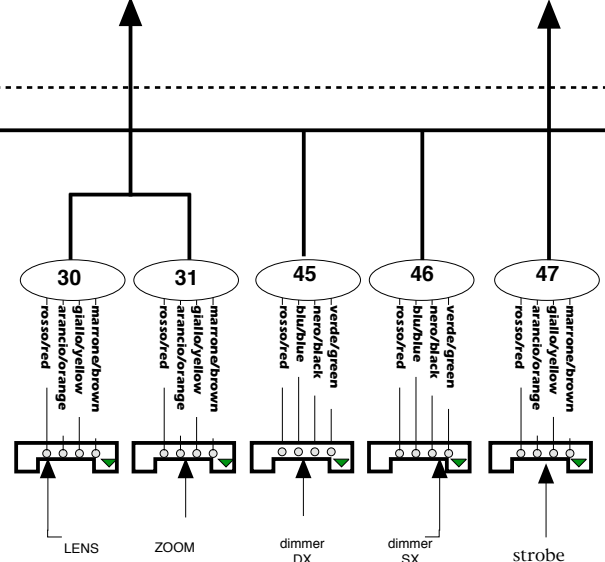 30
31
45
46
47
rosso/red
arancio/orange
giallo/yellow
marrone/brown
rosso/red
arancio/orange
giallo/yellow
marrone/brown
rosso/red
blu/blue
nero/black
verde/green
rosso/red
blu/blue
nero/black
verde/green
rosso/red
arancio/orange
giallo/yellow
marrone/brown
LENS
ZOOM
dimmer
DX
dimmer
SX
strobe